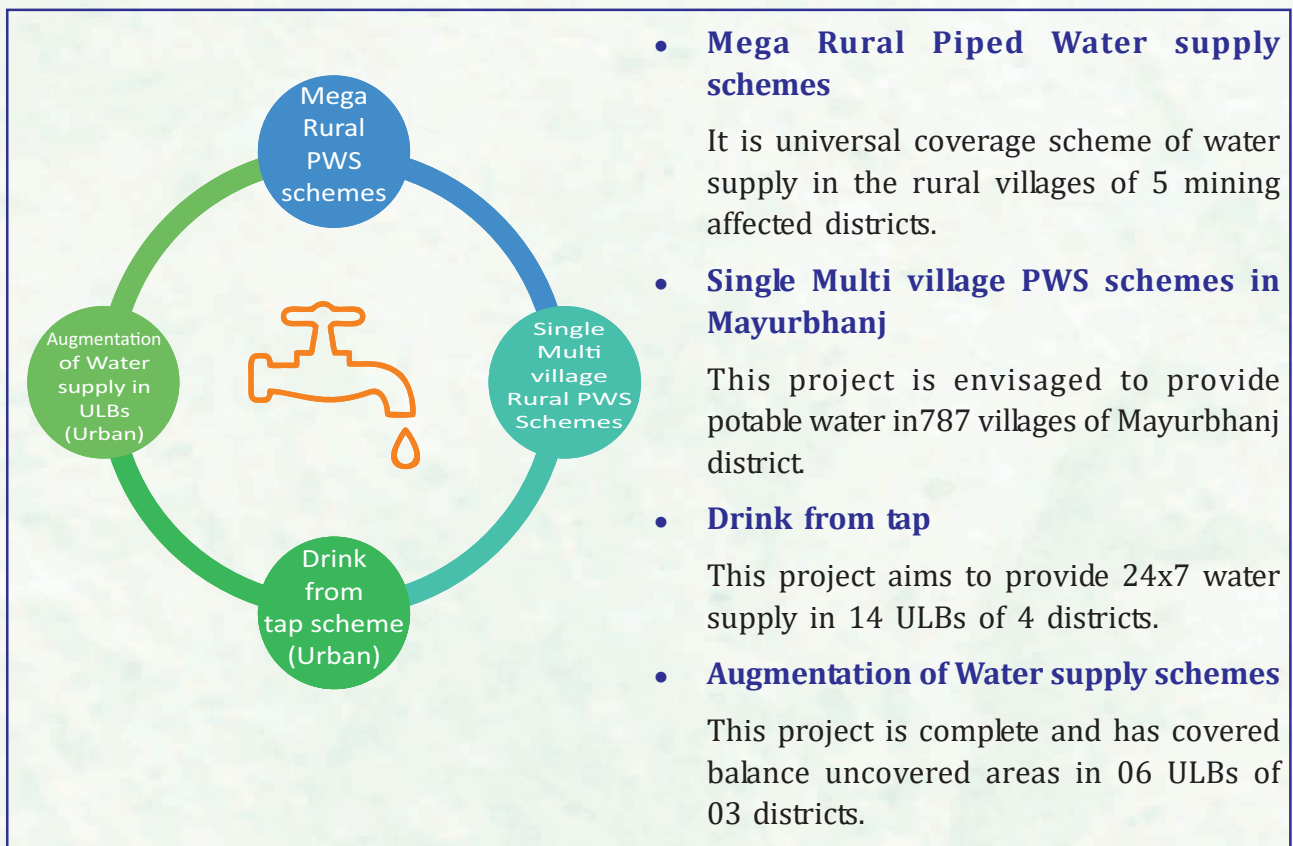 Mega
Rural
PWS
schemes
Augmentation
of Water
supply in
ULBs
(Urban)
Single
Multi
village
Rural PWS
Schemes
Drink
from
tap scheme
(Urban)
• Mega Rural Piped Water supply
schemes
It is universal coverage scheme of water
supply in the rural villages of 5 mining
affected districts.
• Single Multi village PWS schemes in
Mayurbhanj
This project is envisaged to provide
potable water in787 villages of Mayurbhanj
district.
• Drink from tap
This project aims to provide 24x7 water
supply in 14 ULBs of 4 districts.
• Augmentation of Water supply schemes
This project is complete and has covered
balance uncovered areas in 06 ULBs of
03 districts.